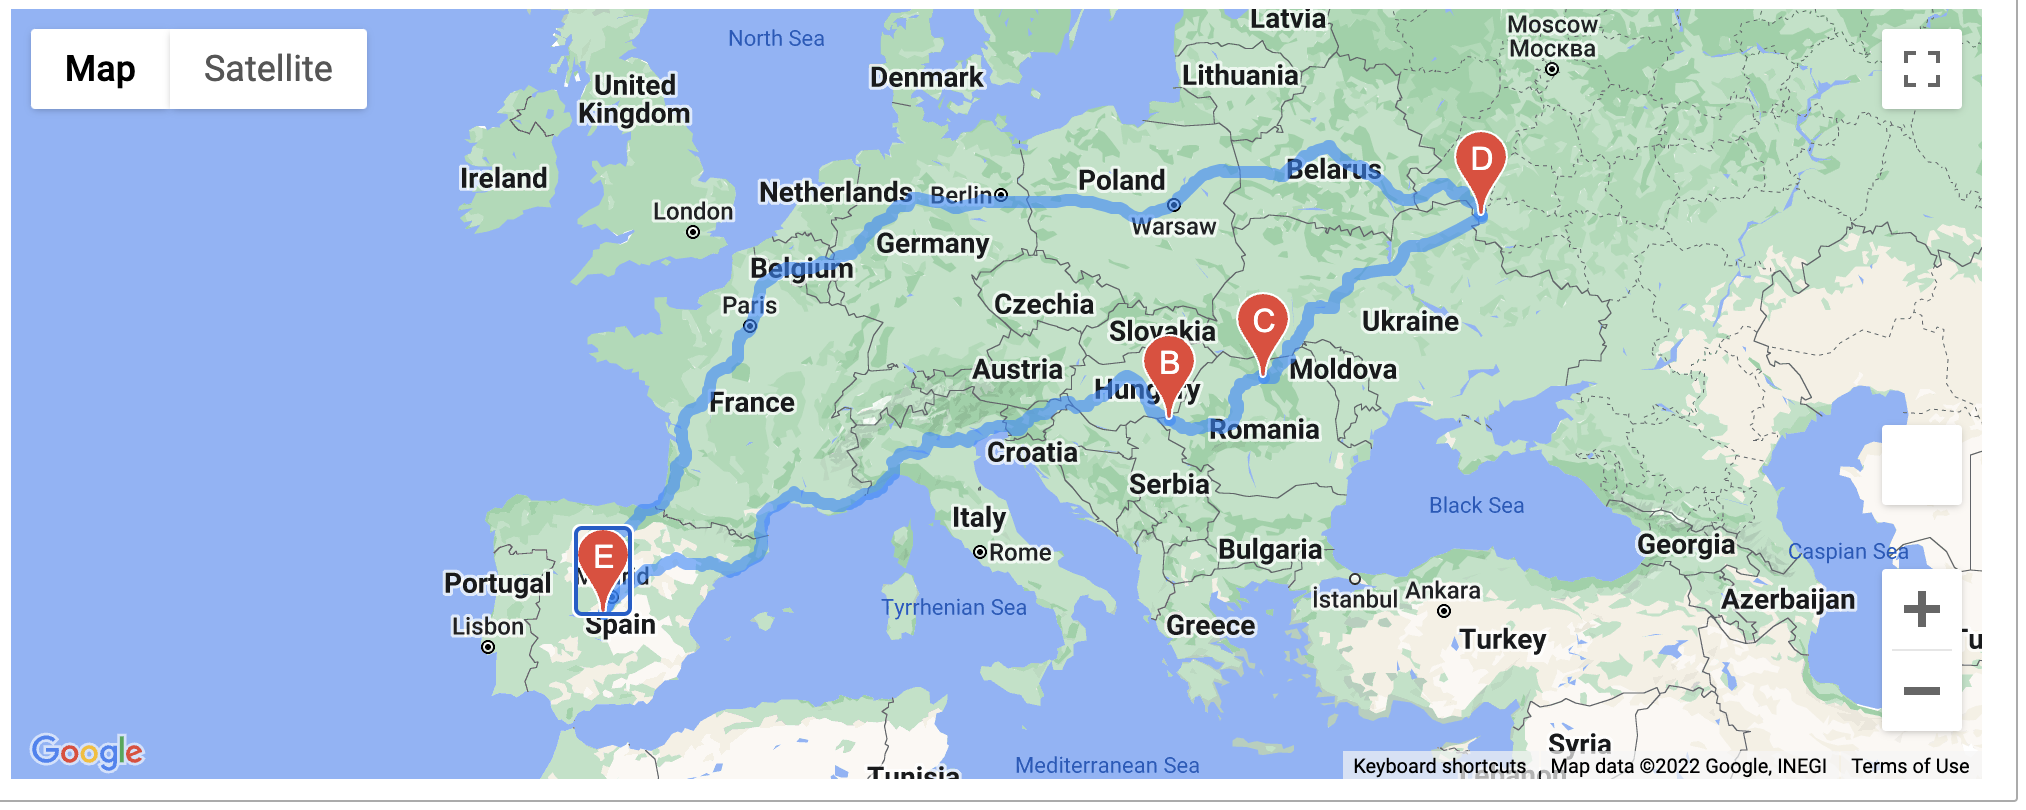 Map
Satellite
North Sea
Latvia
Moscow
Москва
United
Kingdom
Denmark
Lithuania
Ireland
Netherlands
Berlin
Poland
Belarus
D
London
Warsaw
Germany
Belgium
Paris
Czechia
Slovakia
C
Ukraine
B
Austria
Hungary
Moldova
France
Romania
Croatia
Serbia
Black Sea
Italy
Rome
Bulgaria
Georgia
Caspian Sea
E
Madrid
Portugal
İstanbul
Ankara
Azerbaijan
Tyrrhenian Sea
Lisbon
Spain
Greece
Turkey
Tu
Google
Syria
Tunisia
Mediterranean Sea
Keyboard shortcuts
Map data ©2022 Google, INEGI
Terms of Use
Lebanon